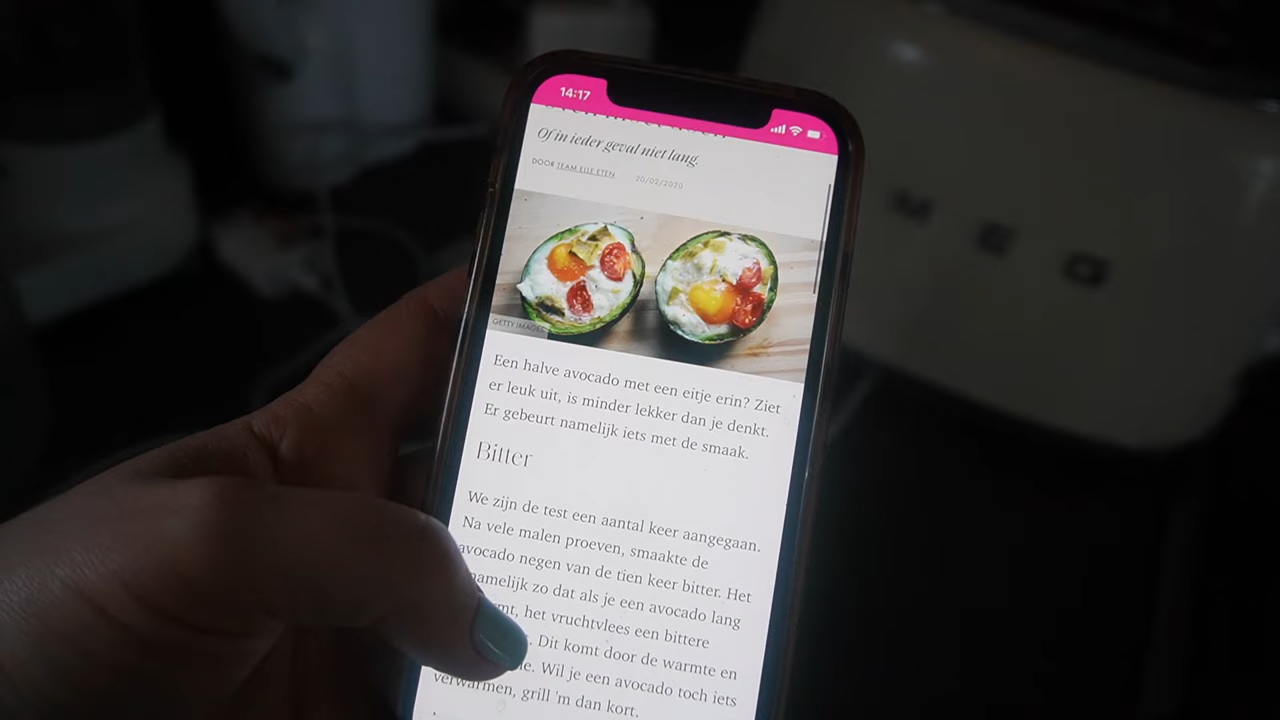 14:17
Of in ieder geval niet lang.
DOOR TEAM ELLE ETEN 20/02/2020
GETTY IMAGES
Een halve avocado met een eitje erin? Ziet
er leuk uit, is minder lekker dan je denkt.
Er gebeurt namelijk iets met de smaak.
Bitter
We zijn de test een aantal keer aangegaan.
Na vele malen proeven, smaakte de
avocado negen van de tien keer bitter. Het
namelijk zo dat als je een avocado lang
het vruchtvlees een bittere
Dit komt door de warmte en
Wil je een avocado toch iets
verwarmen, grill 'm dan kort.
M E G